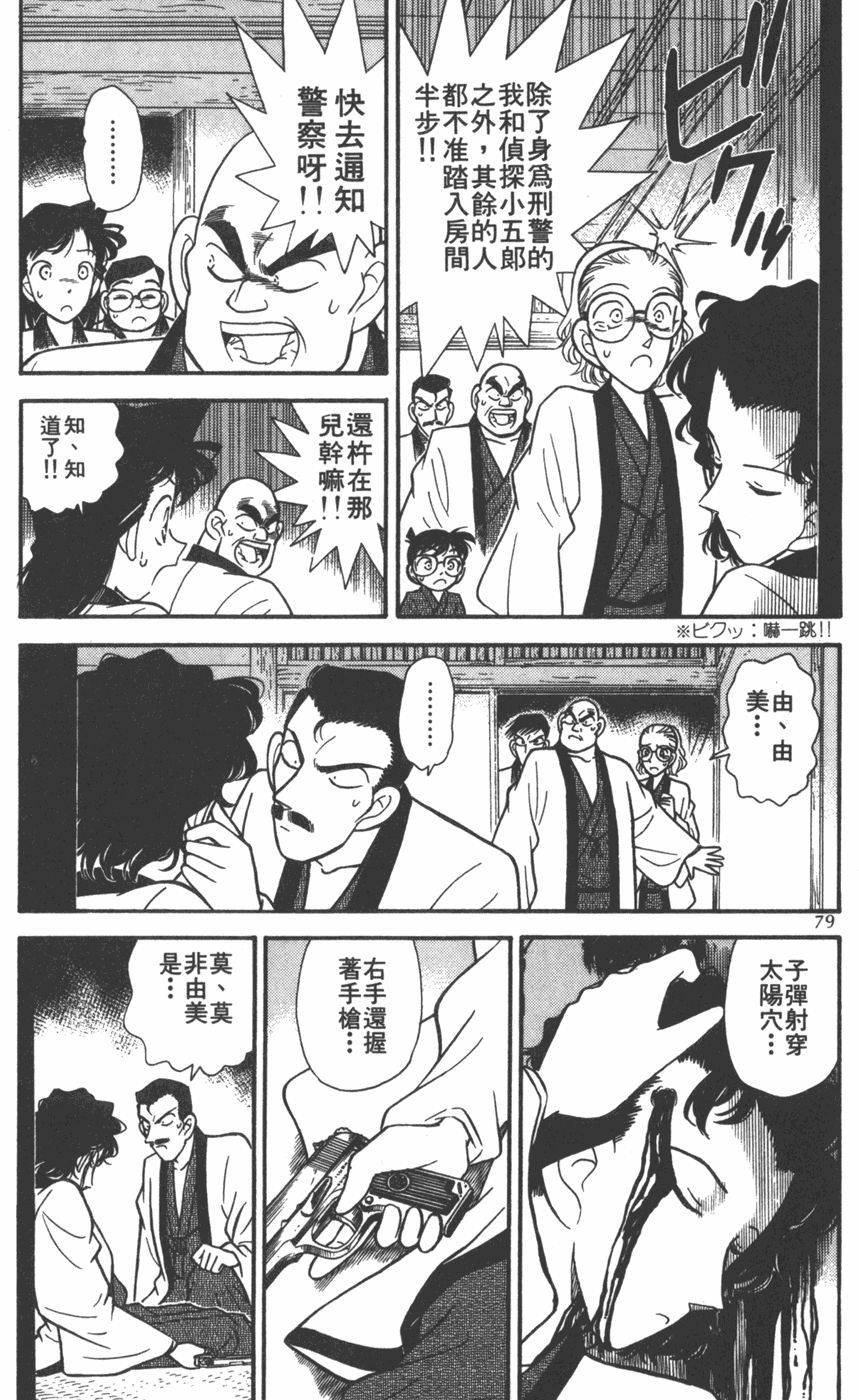 ビクッ
除了身為刑警的
我和偵探小五郎
之外，其餘的人
都不准踏入房間
半步!!
快去通知
警察呀!!
………
還杵在那
兒幹嘛!!
知、知
道了!!
※ビクッ：嚇一跳!!
由、由
美…
……
79
子彈射穿
太陽穴…
右手還握
著手槍…
莫、莫
非由美
是…